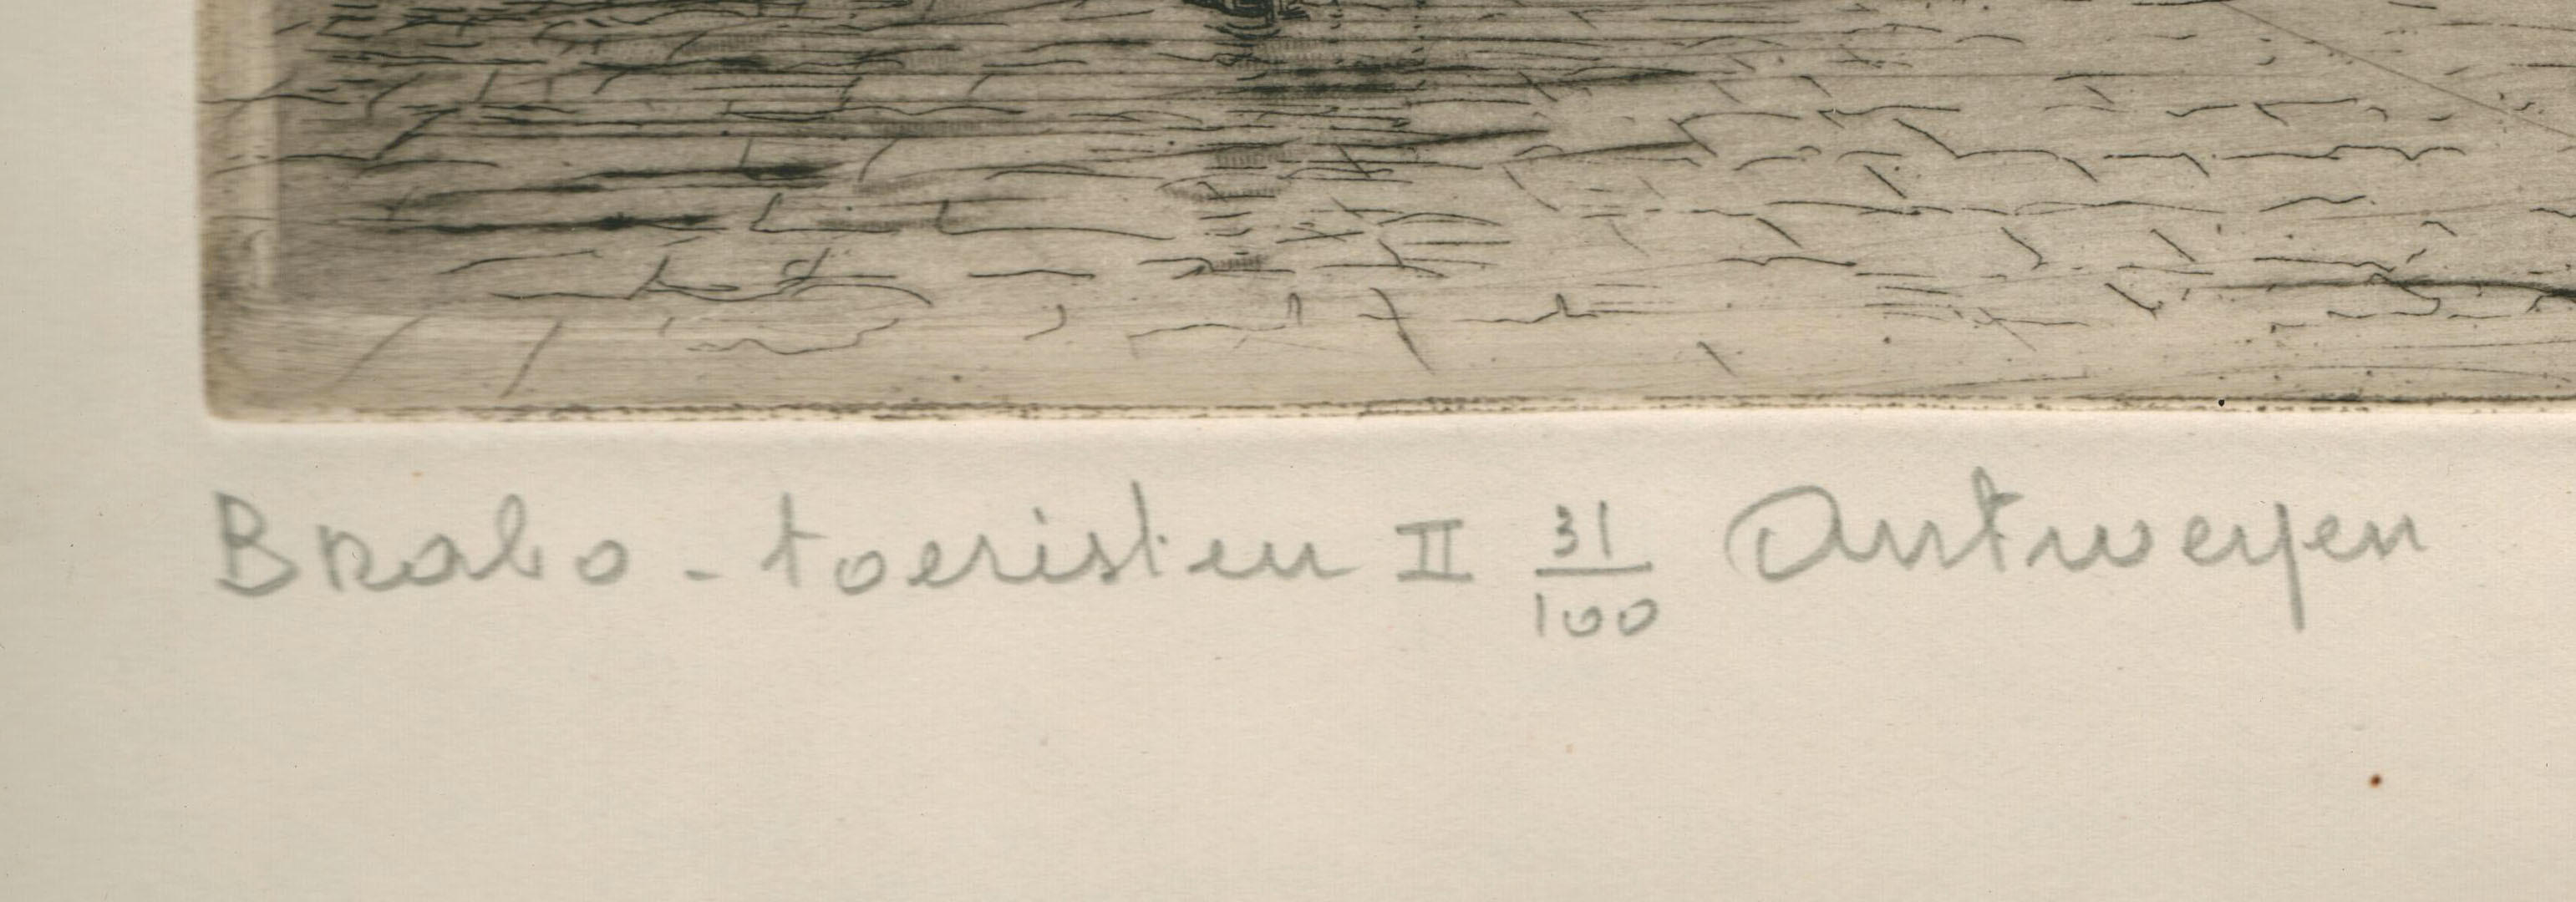 Brabo - toeristen II 31/100 Antwerpen